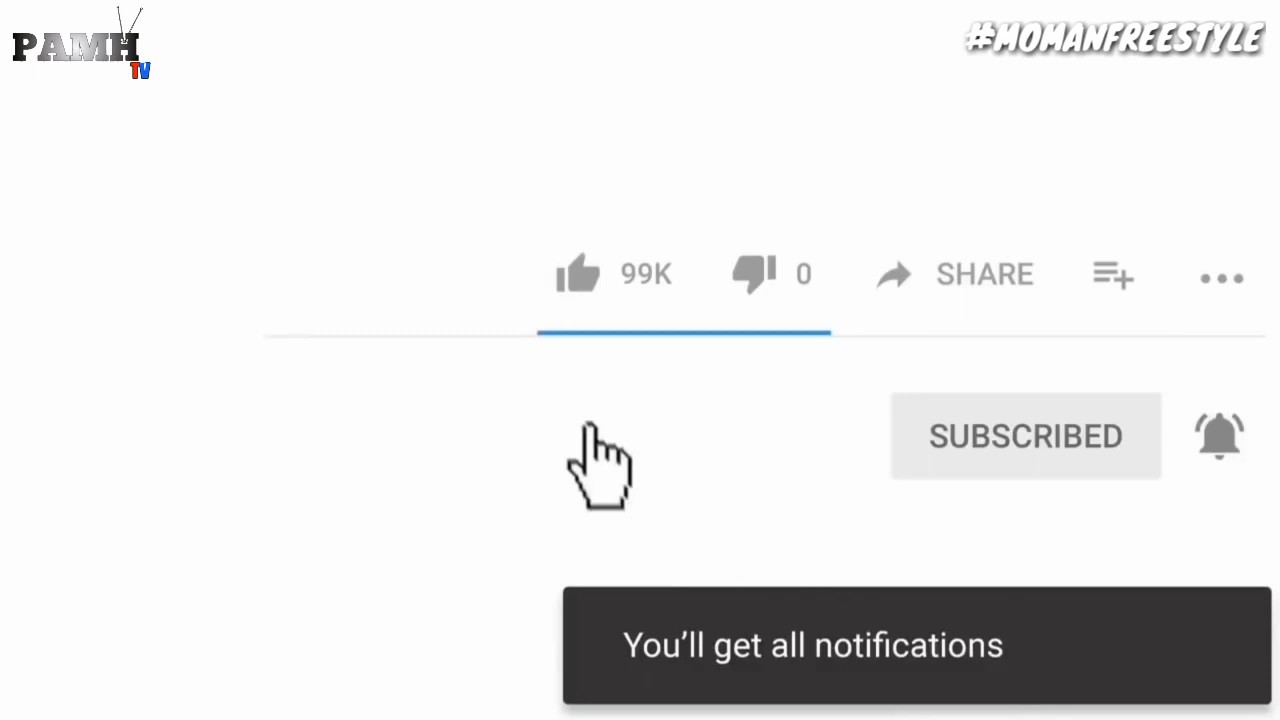 PAMH
TV
#MOMANFREESTYLE
99K
0
SHARE
SUBSCRIBED
You'll get all notifications